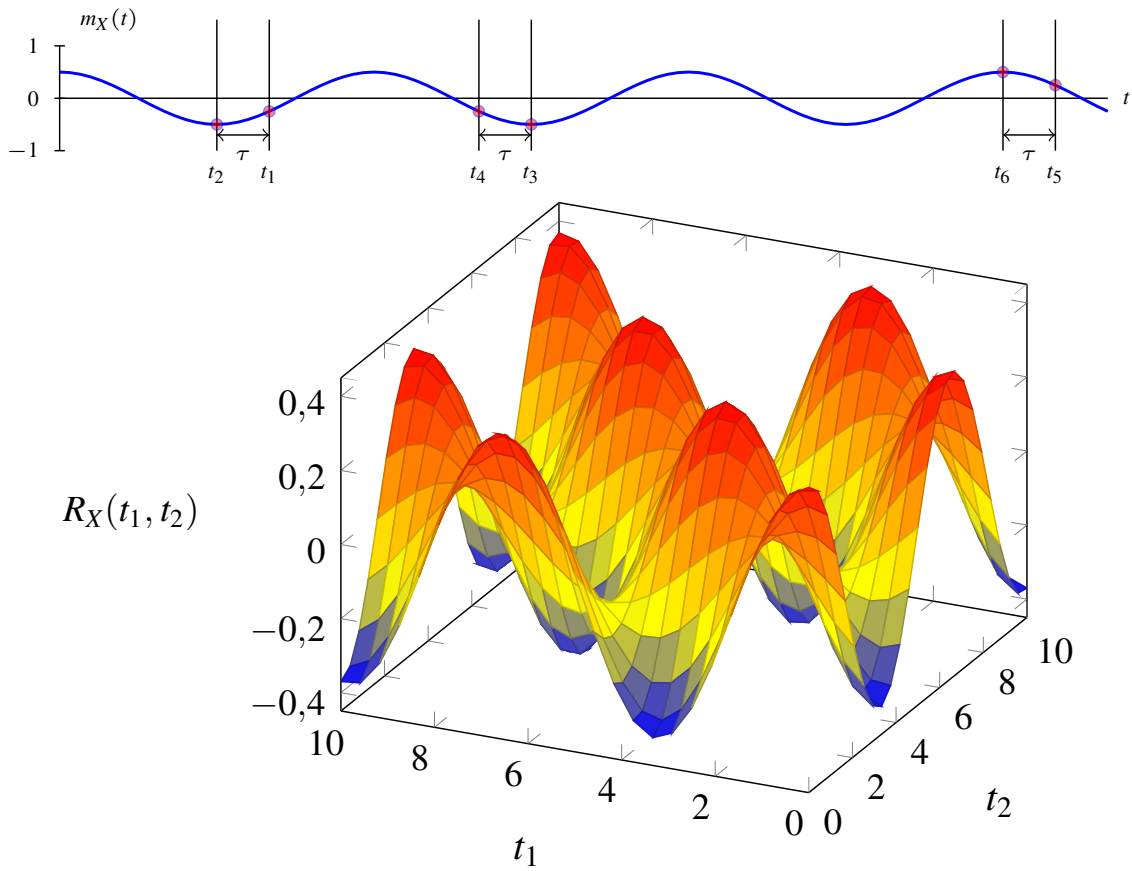 m_X(t)
1
0
−1
t
τ
τ
τ
t_2 t_1 t_4 t_3 t_6 t_5
R_X(t_1, t_2)
0,4
0,2
0
−0,2
−0,4
10 8 6 4 2 0
0 2 4 6 8 10
t_1
t_2